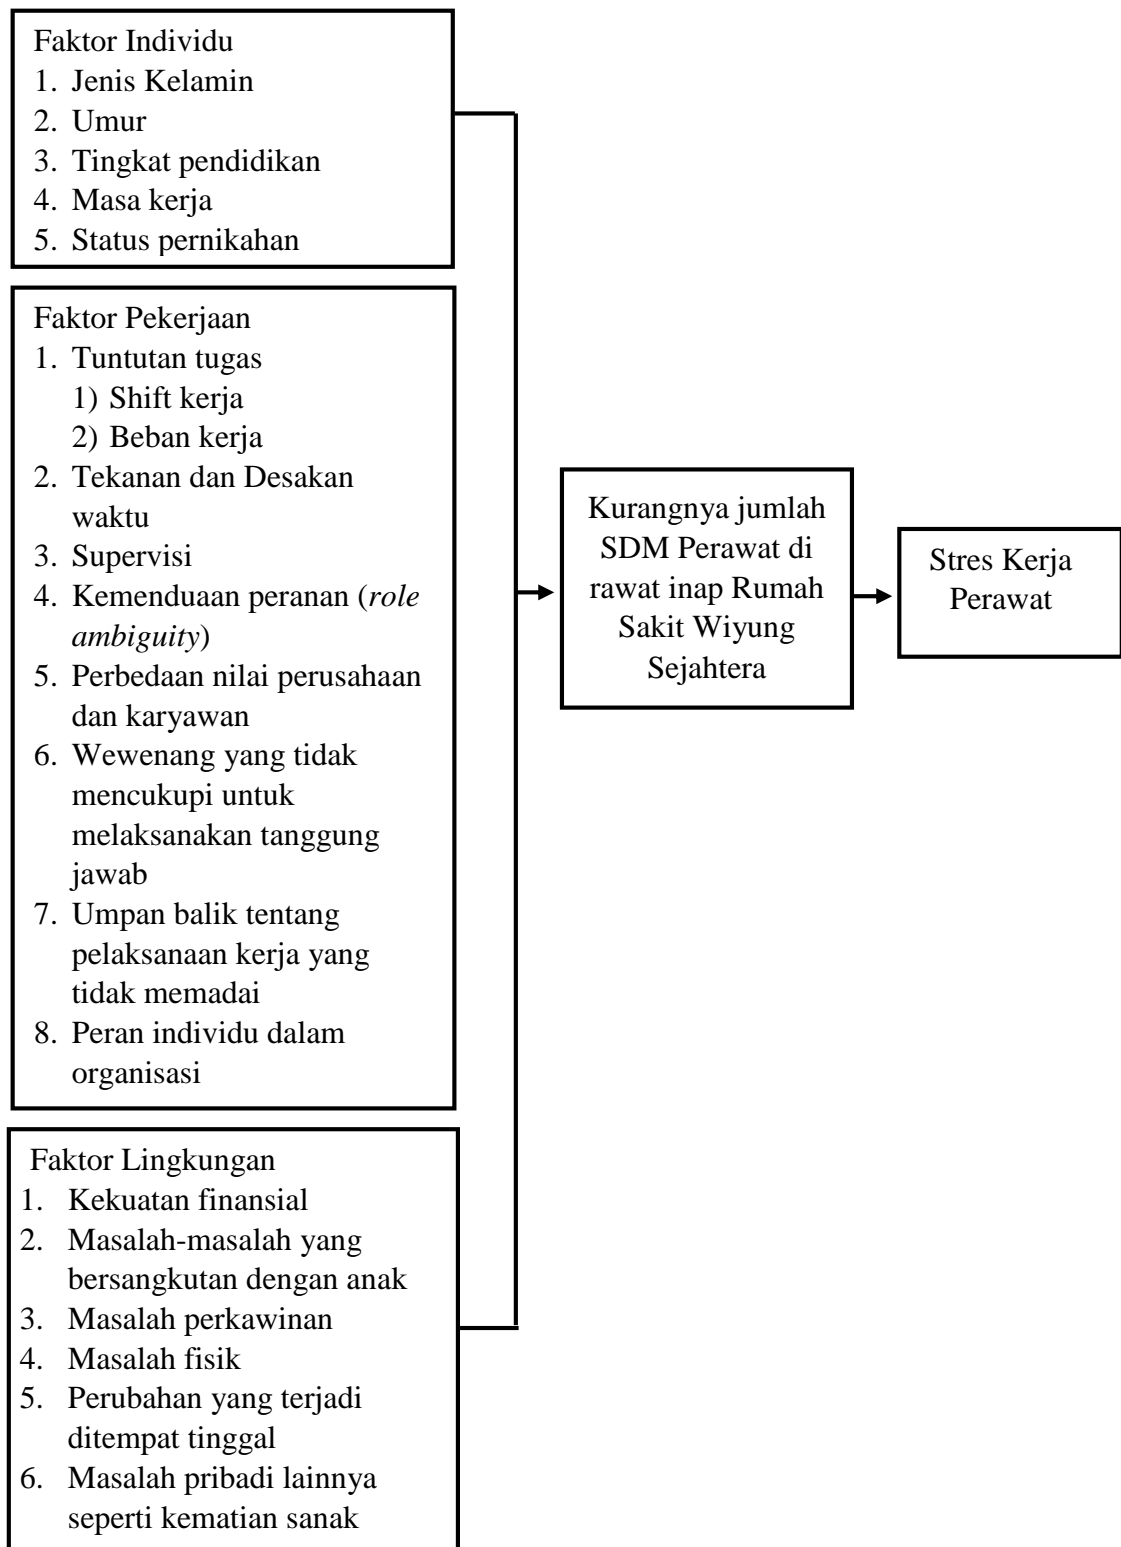 Faktor Individu
1. Jenis Kelamin
2. Umur
3. Tingkat pendidikan
4. Masa kerja
5. Status pernikahan
Faktor Pekerjaan
1. Tuntutan tugas
1) Shift kerja
2) Beban kerja
2. Tekanan dan Desakan
waktu
3. Supervisi
4. Kemenduaan peranan (role
ambiguity)
5. Perbedaan nilai perusahaan
dan karyawan
6. Wewenang yang tidak
mencukupi untuk
melaksanakan tanggung
jawab
7. Umpan balik tentang
pelaksanaan kerja yang
tidak memadai
8. Peran individu dalam
organisasi
Faktor Lingkungan
1. Kekuatan finansial
2. Masalah-masalah yang
bersangkutan dengan anak
3. Masalah perkawinan
4. Masalah fisik
5. Perubahan yang terjadi
ditempat tinggal
6. Masalah pribadi lainnya
seperti kematian sanak
Kurangnya jumlah
SDM Perawat di
rawat inap Rumah
Sakit Wiyung
Sejahtera
Stres Kerja
Perawat